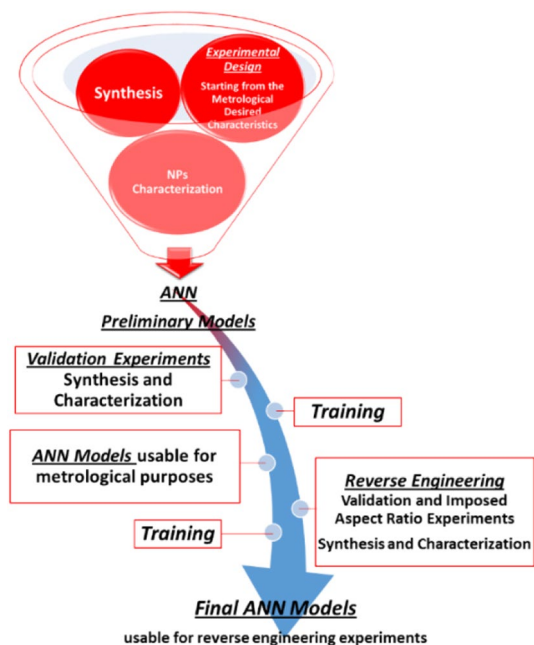 Experimental
Design
Starting from the
Metrological
Desired
Characteristics
Synthesis
NPs
Characterization
ANN
Preliminary Models
Validation Experiments
Synthesis and
Characterization
Training
ANN Models usable for
metrological purposes
Reverse Engineering
Validation and Imposed
Aspect Ratio Experiments
Synthesis and Characterization
Training
Final ANN Models
usable for reverse engineering experiments